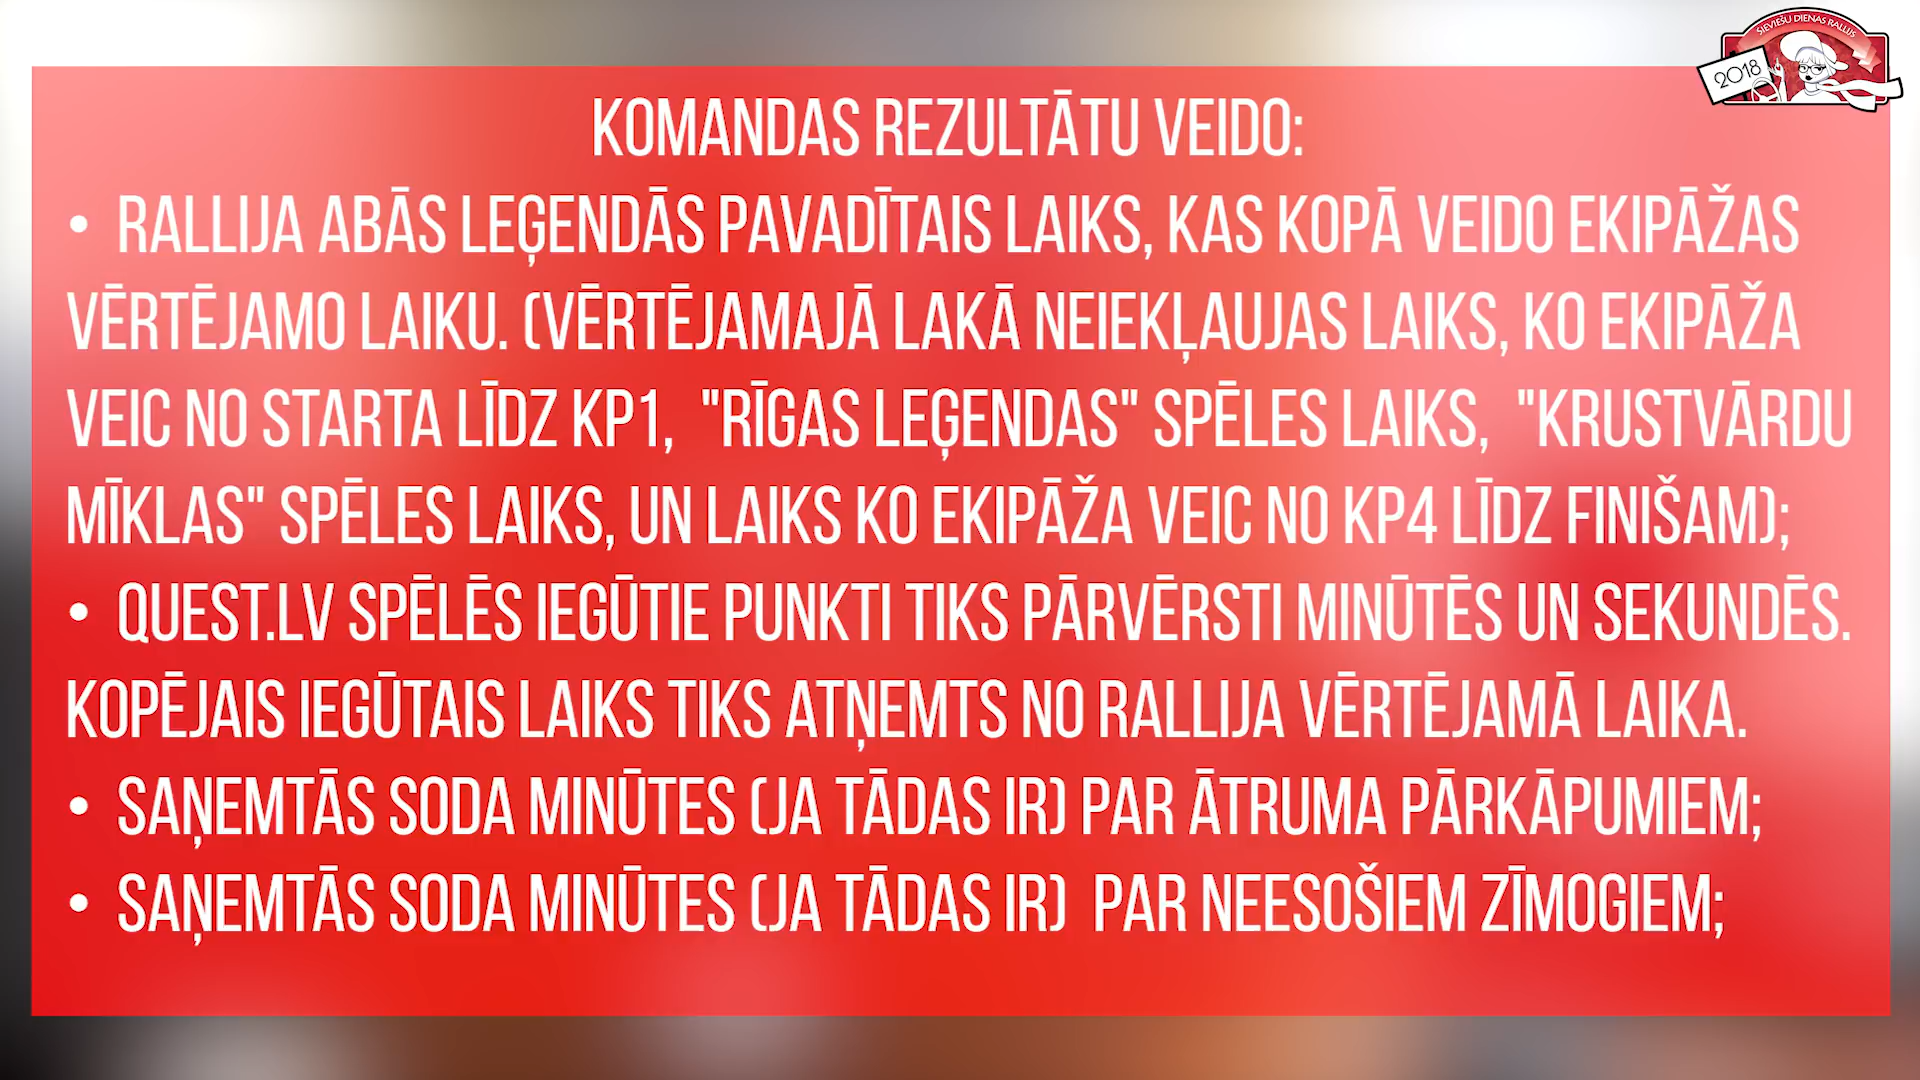 SIEVIEŠU DIENAS RALLIJS
2018
KOMANDAS REZULTĀTU VEIDO:
• RALLIJA ABĀS LEĢENDĀS PAVADĪTAIS LAIKS, KAS KOPĀ VEIDO EKIPĀŽAS
VĒRTĒJAMO LAIKU. (VĒRTĒJAMAJĀ LAKĀ NEIEKĻAUJAS LAIKS, KO EKIPĀŽA
VEIC NO STARTA LĪDZ KP1, "RĪGAS LEĢENDAS" SPĒLES LAIKS, "KRUSTVĀRDU
MĪKLAS" SPĒLES LAIKS, UN LAIKS KO EKIPĀŽA VEIC NO KP4 LĪDZ FINIŠAM);
• QUEST.LV SPĒLĒS IEGŪTIE PUNKTI TIKS PĀRVĒRSTI MINŪTĒS UN SEKUNDĒS.
KOPĒJAIS IEGŪTAIS LAIKS TIKS ATŅEMTS NO RALLIJA VĒRTĒJAMĀ LAIKA.
• SAŅEMTĀS SODA MINŪTES (JA TĀDAS IR) PAR ĀTRUMA PĀRKĀPUMIEM;
• SAŅEMTĀS SODA MINŪTES (JA TĀDAS IR) PAR NEESOŠIEM ZĪMOGIEM;